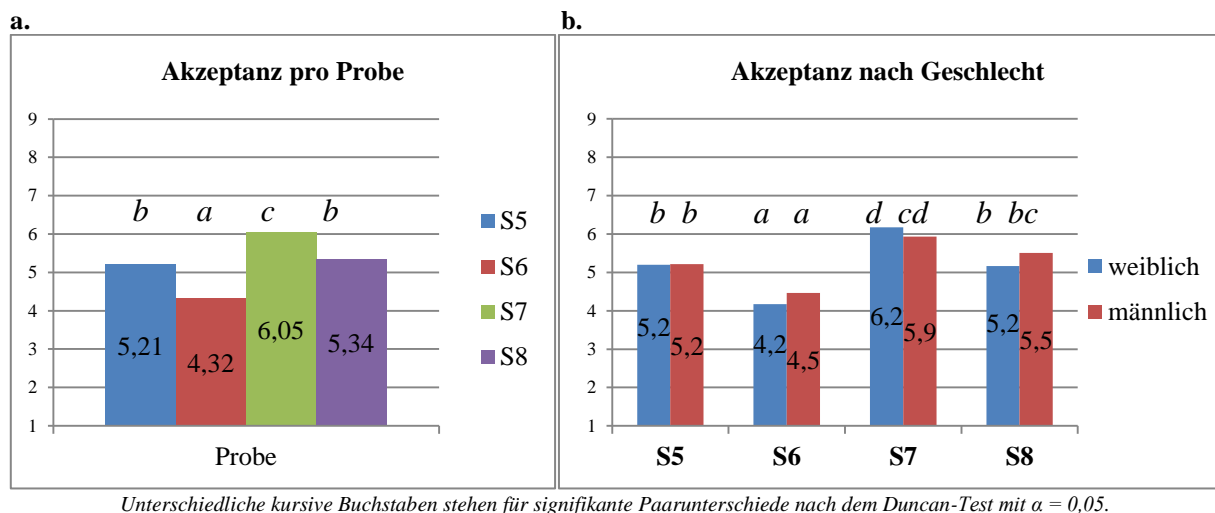 a.
Akzeptanz pro Probe
9
8
7
6
5
4
3
2
1
b a c b
5,21 4,32 6,05 5,34
Probe
S5
S6
S7
S8
b.
Akzeptanz nach Geschlecht
9
8
7
6
5
4
3
2
1
b b a a d cd b bc
5,2 5,2 4,2 4,5 6,2 5,9 5,2 5,5
S5 S6 S7 S8
weiblich
männlich
Unterschiedliche kursive Buchstaben stehen für signifikante Paarunterschiede nach dem Duncan-Test mit α = 0,05.